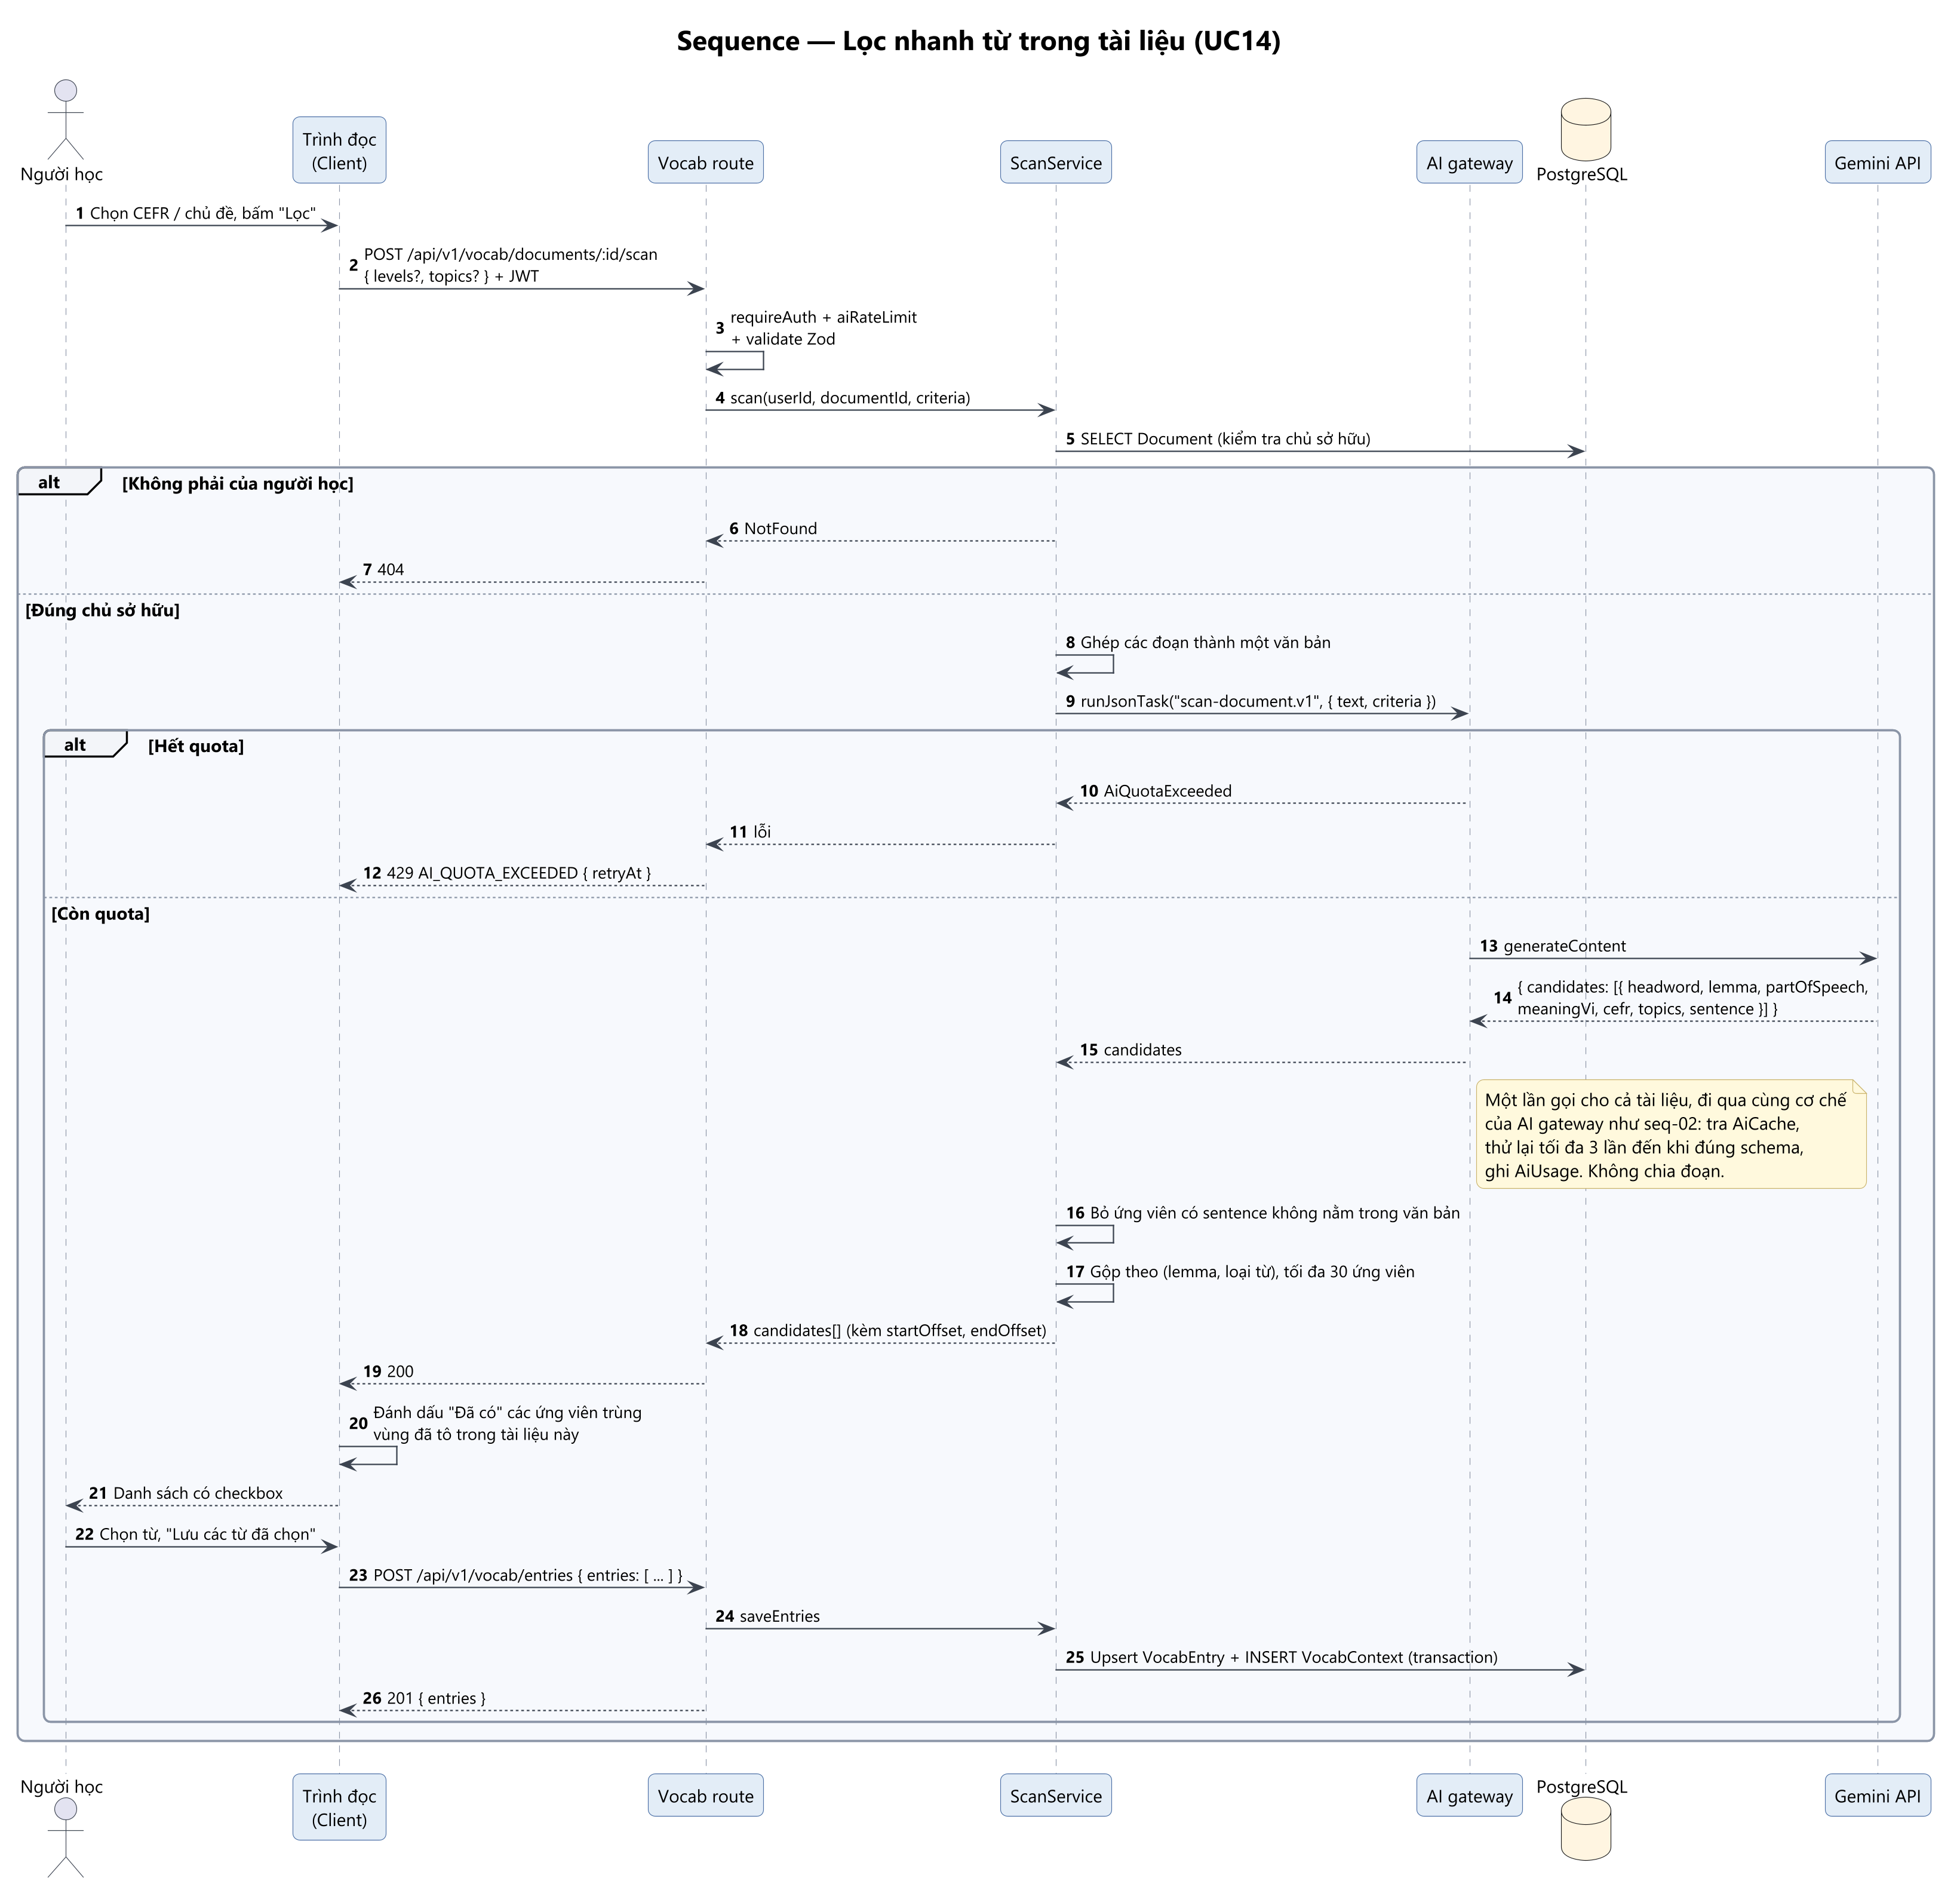 Sequence — Lọc nhanh từ trong tài liệu (UC14)
Người học
Trình đọc
(Client)
Vocab route
ScanService
AI gateway
PostgreSQL
Gemini API
1 Chọn CEFR / chủ đề, bấm "Lọc"
2 POST /api/v1/vocab/documents/:id/scan
{ levels?, topics? } + JWT
3 requireAuth + aiRateLimit
+ validate Zod
4 scan(userId, documentId, criteria)
5 SELECT Document (kiểm tra chủ sở hữu)
alt [Không phải của người học]
6 NotFound
7 404
[Đúng chủ sở hữu]
8 Ghép các đoạn thành một văn bản
9 runJsonTask("scan-document.v1", { text, criteria })
alt [Hết quota]
10 AiQuotaExceeded
11 lỗi
12 429 AI_QUOTA_EXCEEDED { retryAt }
[Còn quota]
13 generateContent
14 { candidates: [{ headword, lemma, partOfSpeech,
meaningVi, cefr, topics, sentence }] }
15 candidates
Một lần gọi cho cả tài liệu, đi qua cùng cơ chế
của AI gateway như seq-02: tra AiCache,
thử lại tối đa 3 lần đến khi đúng schema,
ghi AiUsage. Không chia đoạn.
16 Bỏ ứng viên có sentence không nằm trong văn bản
17 Gộp theo (lemma, loại từ), tối đa 30 ứng viên
18 candidates[] (kèm startOffset, endOffset)
19 200
20 Đánh dấu "Đã có" các ứng viên trùng
vùng đã tô trong tài liệu này
21 Danh sách có checkbox
22 Chọn từ, "Lưu các từ đã chọn"
23 POST /api/v1/vocab/entries { entries: [ ... ] }
24 saveEntries
25 Upsert VocabEntry + INSERT VocabContext (transaction)
26 201 { entries }
Người học
Trình đọc
(Client)
Vocab route
ScanService
AI gateway
PostgreSQL
Gemini API